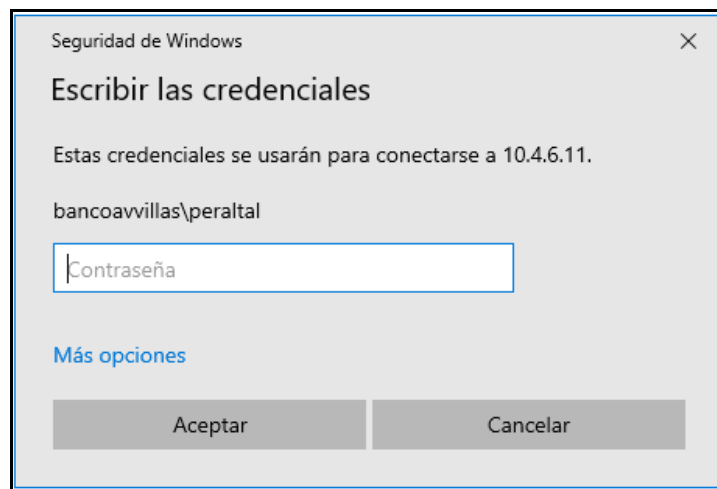 Seguridad de Windows
Escribir las credenciales
Estas credenciales se usarán para conectarse a 10.4.6.11.
bancoavvillas\peraltal
Contraseña
Más opciones
Aceptar
Cancelar